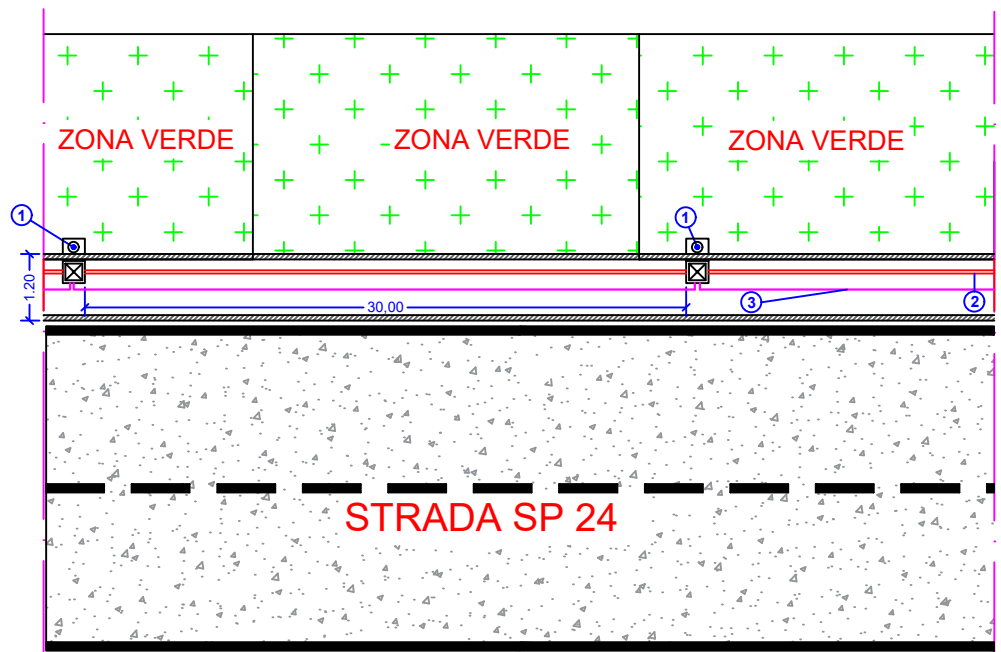 ZONA VERDE
ZONA VERDE
ZONA VERDE
1
1
1.20
30,00
3
2
STRADA SP 24